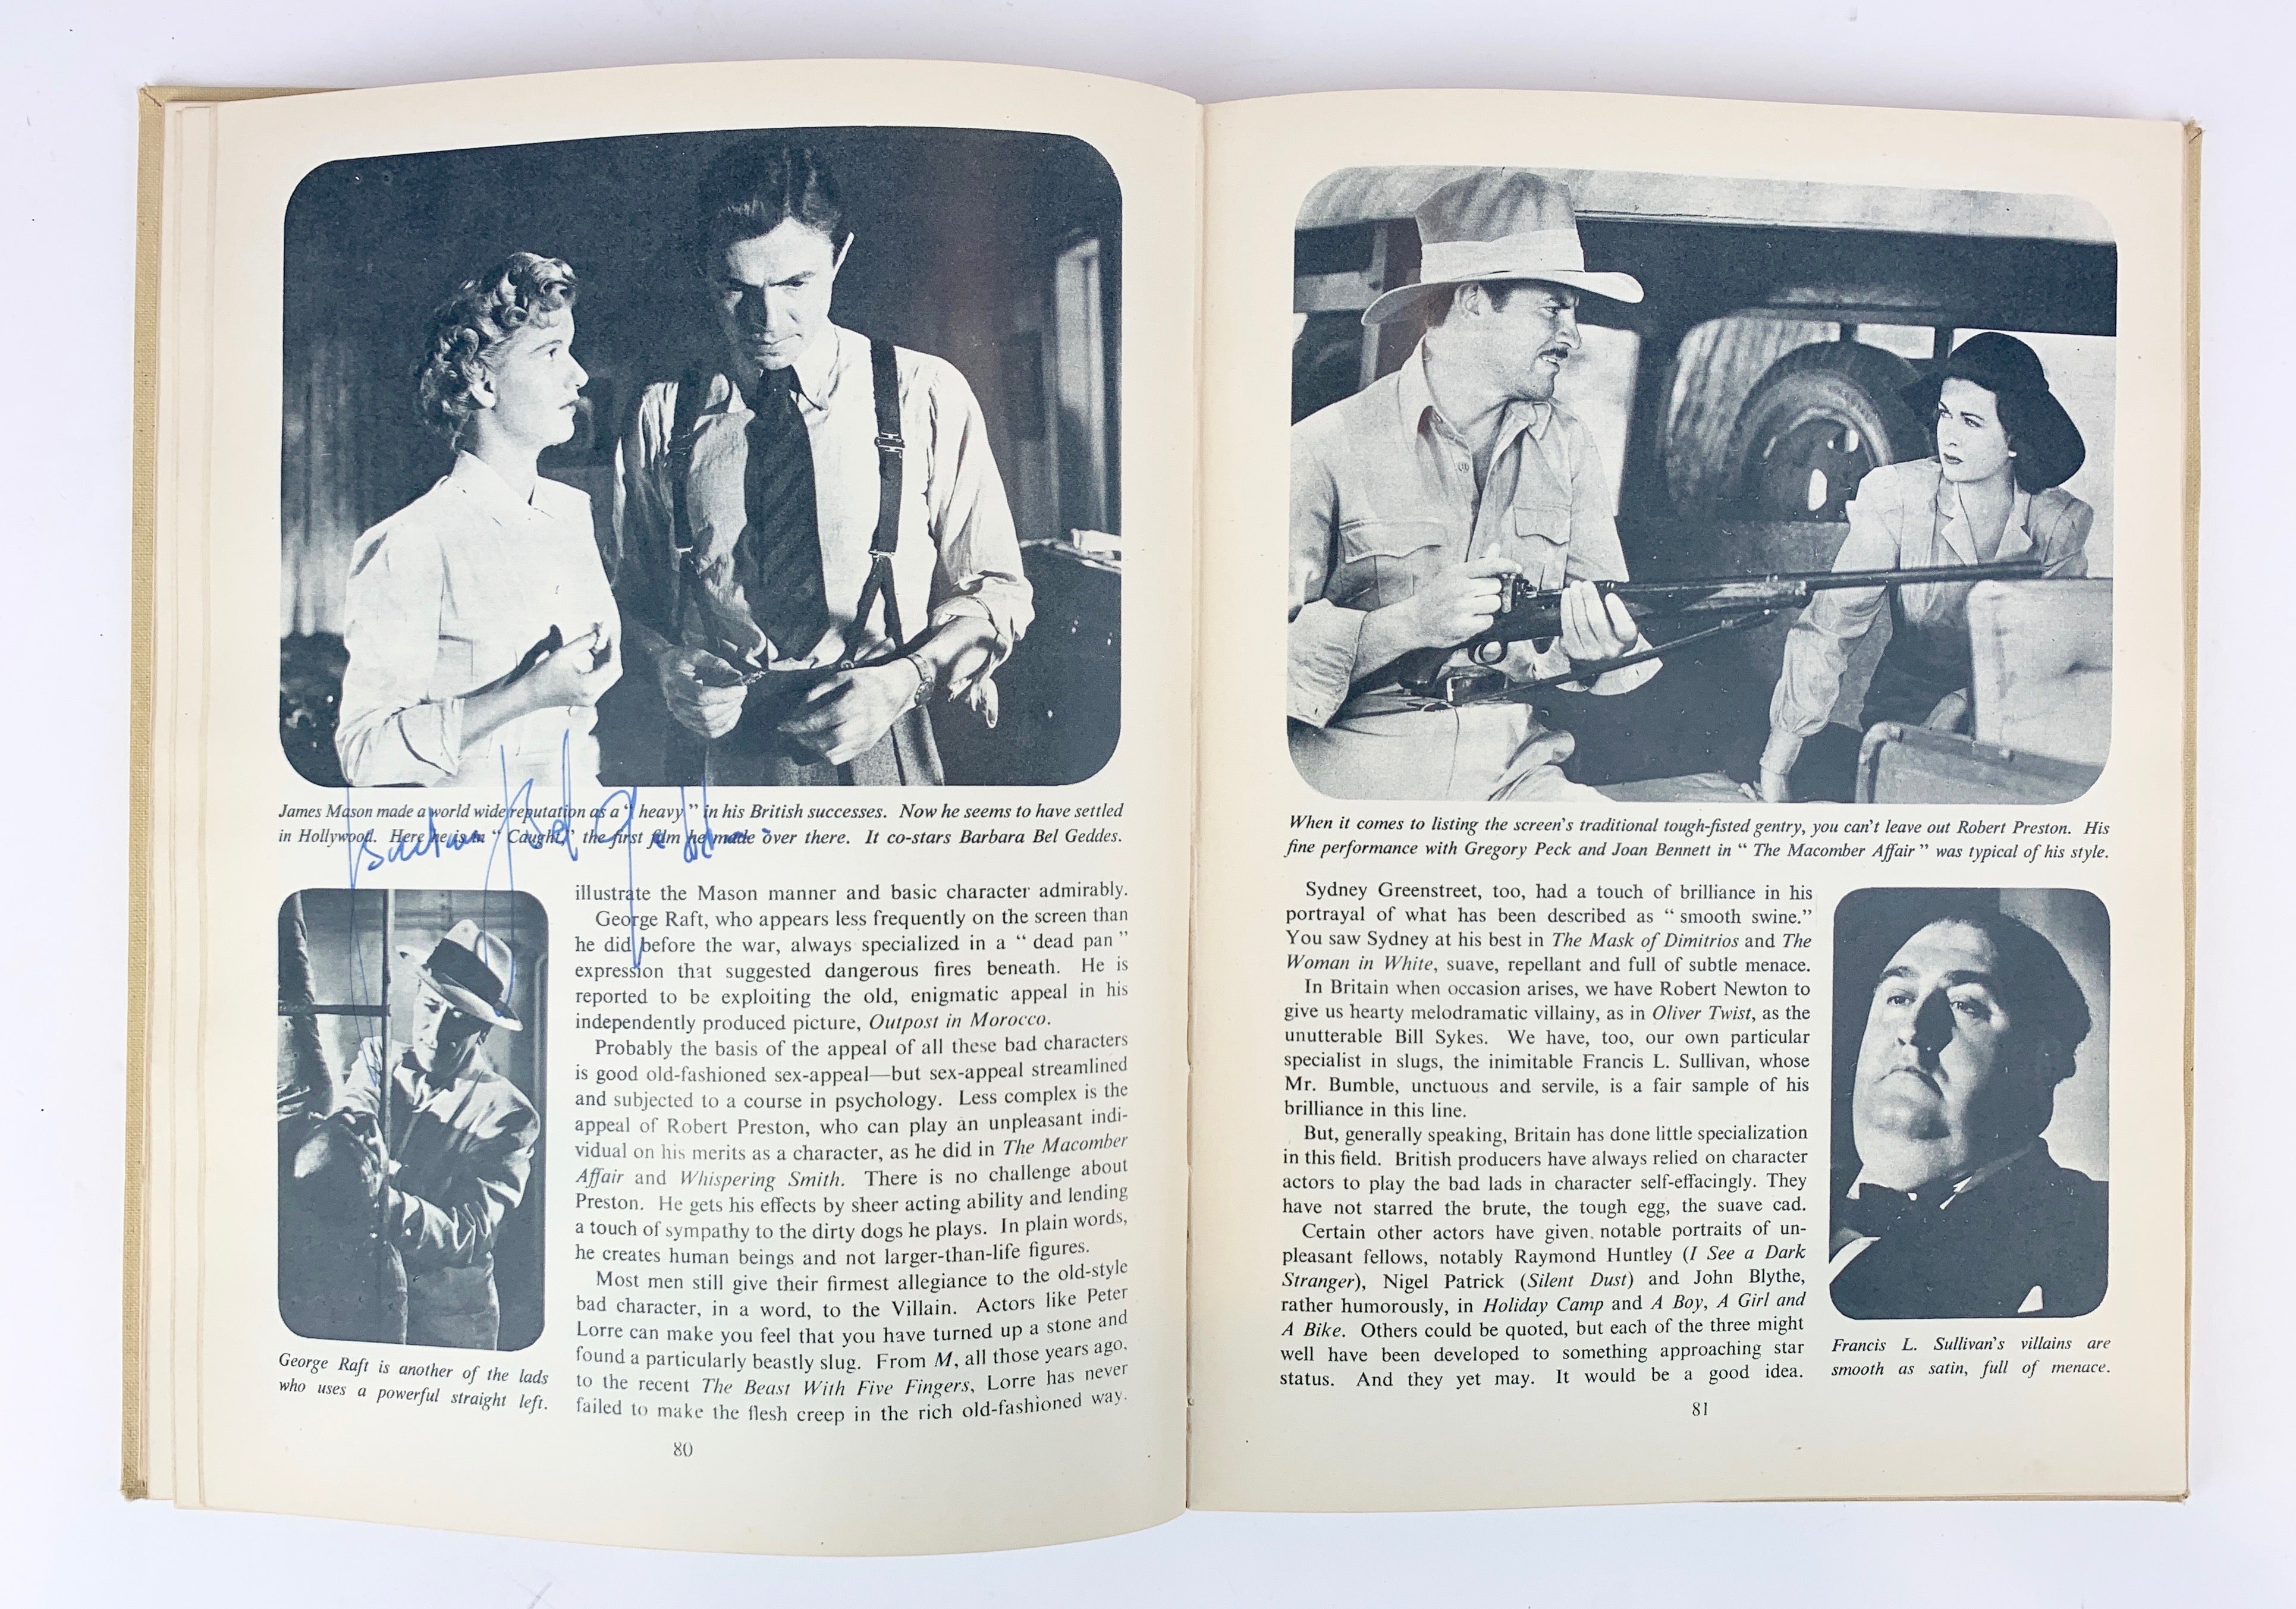 James Mason made a world wide reputation as a " heavy " in his British successes. Now he seems to have settled
in Hollywood. Here he is in " Caught, " the first film he made over there. It co-stars Barbara Bel Geddes.
Barbara Bel Geddes
illustrate the Mason manner and basic character admirably.
George Raft, who appears less frequently on the screen than
he did before the war, always specialized in a " dead pan "
expression that suggested dangerous fires beneath. He is
reported to be exploiting the old, enigmatic appeal in his
independently produced picture, Outpost in Morocco.
Probably the basis of the appeal of all these bad characters
is good old-fashioned sex-appeal—but sex-appeal streamlined
and subjected to a course in psychology. Less complex is the
appeal of Robert Preston, who can play an unpleasant indi-
vidual on his merits as a character, as he did in The Macomber
Affair and Whispering Smith. There is no challenge about
Preston. He gets his effects by sheer acting ability and lending
a touch of sympathy to the dirty dogs he plays. In plain words,
he creates human beings and not larger-than-life figures.
Most men still give their firmest allegiance to the old-style
bad character, in a word, to the Villain. Actors like Peter
Lorre can make you feel that you have turned up a stone and
found a particularly beastly slug. From M, all those years ago.
to the recent The Beast With Five Fingers, Lorre has never
failed to make the flesh creep in the rich old-fashioned way.
George Raft is another of the lads
who uses a powerful straight left.
80
When it comes to listing the screen's traditional tough-fisted gentry, you can't leave out Robert Preston. His
fine performance with Gregory Peck and Joan Bennett in " The Macomber Affair " was typical of his style.
Sydney Greenstreet, too, had a touch of brilliance in his
portrayal of what has been described as " smooth swine."
You saw Sydney at his best in The Mask of Dimitrios and The
Woman in White, suave, repellant and full of subtle menace.
In Britain when occasion arises, we have Robert Newton to
give us hearty melodramatic villainy, as in Oliver Twist, as the
unutterable Bill Sykes. We have, too, our own particular
specialist in slugs, the inimitable Francis L. Sullivan, whose
Mr. Bumble, unctuous and servile, is a fair sample of his
brilliance in this line.
But, generally speaking, Britain has done little specialization
in this field. British producers have always relied on character
actors to play the bad lads in character self-effacingly. They
have not starred the brute, the tough egg, the suave cad.
Certain other actors have given notable portraits of un-
pleasant fellows, notably Raymond Huntley (I See a Dark
Stranger), Nigel Patrick (Silent Dust) and John Blythe,
rather humorously, in Holiday Camp and A Boy, A Girl and
A Bike. Others could be quoted, but each of the three might
well have been developed to something approaching star
status. And they yet may. It would be a good idea.
Francis L. Sullivan's villains are
smooth as satin, full of menace.
81